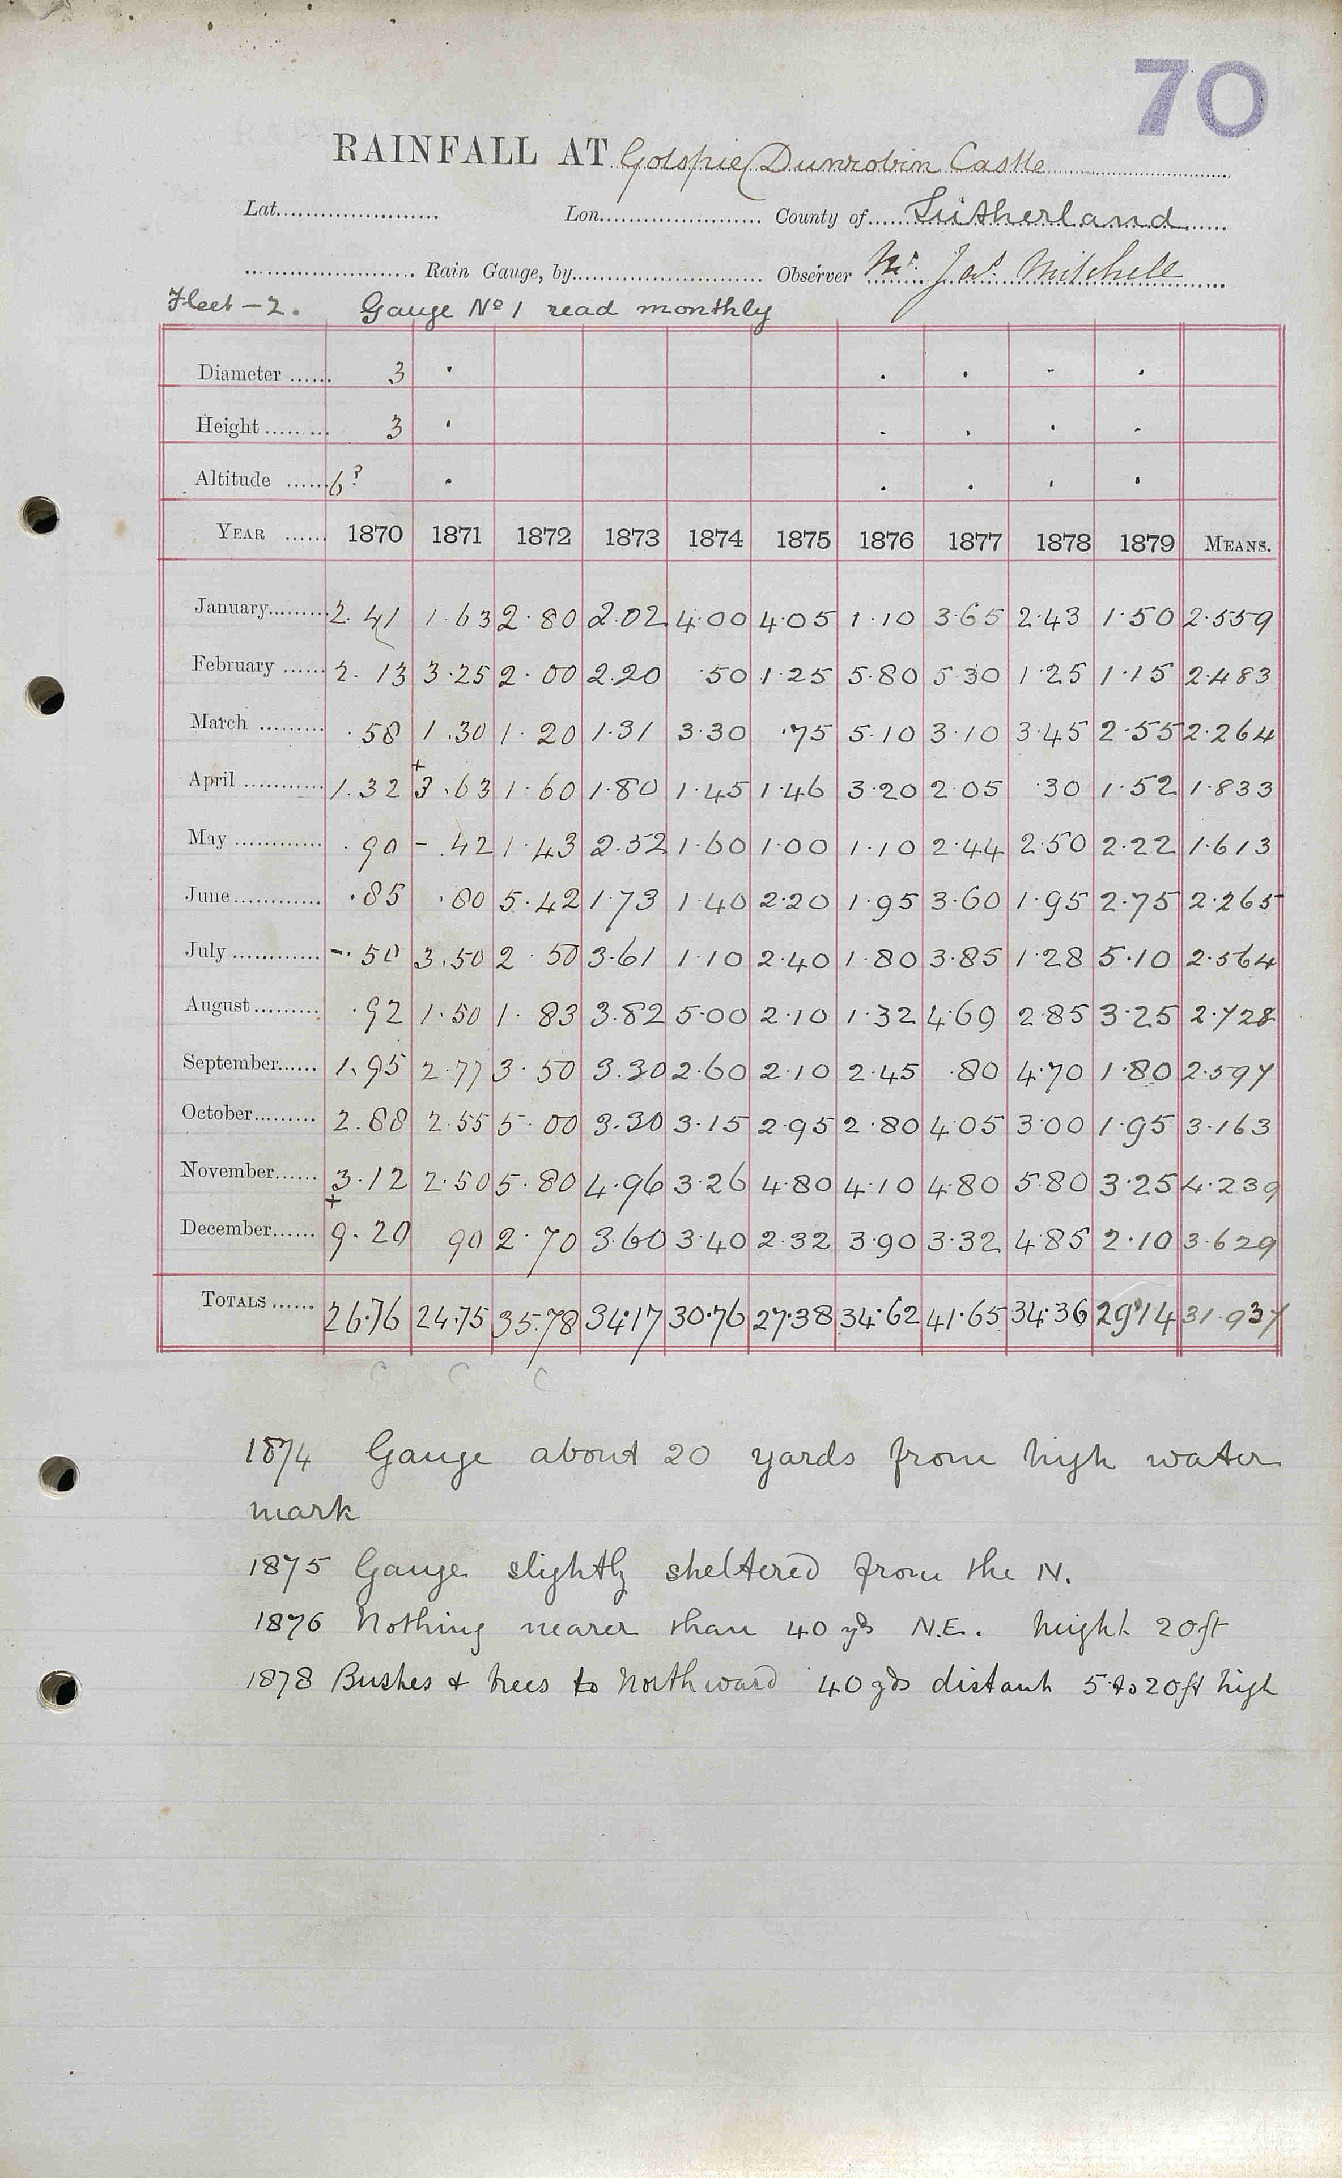 70
RAINFALL AT Golspie (Dunrobin Castle
Lat. Lon. County of Sutherland
Rain Gauge, by Observer Mr. Jas. Mitchell
Fleet - 2. Gauge No 1 read monthly
Diameter 3
Height 3
Altitude 6?
YEAR 1870 1871 1872 1873 1874 1875 1876 1877 1878 1879 MEANS.
January 2.41 1.63 2.80 2.02 4.00 4.05 1.10 3.65 2.43 1.50 2.559
February 2.13 3.25 2.00 2.20 .50 1.25 5.80 5.30 1.25 1.15 2.483
March .58 1.30 1.20 1.31 3.30 .75 5.10 3.10 3.45 2.55 2.264
April 1.32 +3.63 1.60 1.80 1.45 1.46 3.20 2.05 .30 1.52 1.833
May .90 - .42 1.43 2.52 1.60 1.00 1.10 2.44 2.50 2.22 1.613
June .85 .80 5.42 1.73 1.40 2.20 1.95 3.60 1.95 2.75 2.265
July -.50 3.50 2.50 3.61 1.10 2.40 1.80 3.85 1.28 5.10 2.564
August .92 1.50 1.83 3.82 5.00 2.10 1.32 4.69 2.85 3.25 2.728
September 1.95 2.77 3.50 3.30 2.60 2.10 2.45 .80 4.70 1.80 2.597
October 2.88 2.55 5.00 3.30 3.15 2.95 2.80 4.05 3.00 1.95 3.163
November 3.12 2.50 5.80 4.96 3.26 4.80 4.10 4.80 5.80 3.25 4.239
December +9.20 90 2.70 3.60 3.40 2.32 3.90 3.32 4.85 2.10 3.629
TOTALS 26.76 24.75 35.78 34.17 30.76 27.38 34.62 41.65 34.36 29.14 31.937
C C C
1874 Gauge about 20 yards from high water
mark
1875 Gauge slightly sheltered from the N.
1876 Nothing nearer than 40 yds N.E. height 20ft
1878 Bushes & trees to Northward 40 yds distant 5 to 20ft high